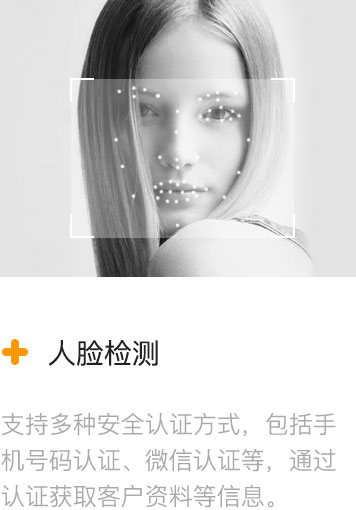 人脸检测
支持多种安全认证方式，包括手
机号码认证、微信认证等，通过
认证获取客户资料等信息。